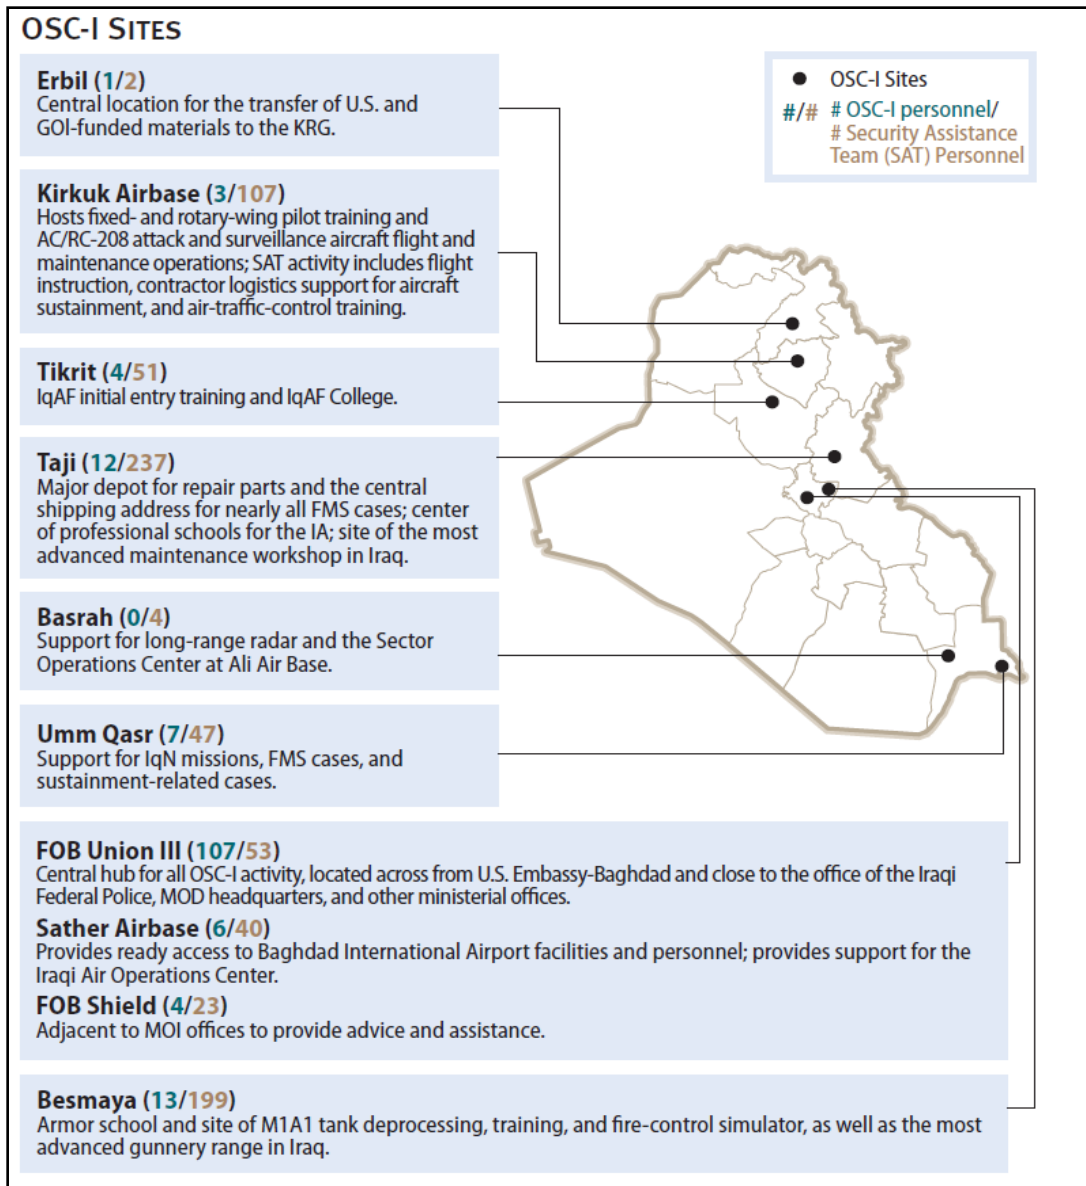 OSC-I SITES
Erbil (1/2)
Central location for the transfer of U.S. and
GOI-funded materials to the KRG.
OSC-I Sites
#/# # OSC-I personnel/
# Security Assistance
Team (SAT) Personnel
Kirkuk Airbase (3/107)
Hosts fixed- and rotary-wing pilot training and
AC/RC-208 attack and surveillance aircraft flight and
maintenance operations; SAT activity includes flight
instruction, contractor logistics support for aircraft
sustainment, and air-traffic-control training.
Tikrit (4/51)
IqAF initial entry training and IqAF College.
Taji (12/237)
Major depot for repair parts and the central
shipping address for nearly all FMS cases; center
of professional schools for the IA; site of the most
advanced maintenance workshop in Iraq.
Basrah (0/4)
Support for long-range radar and the Sector
Operations Center at Ali Air Base.
Umm Qasr (7/47)
Support for IqN missions, FMS cases, and
sustainment-related cases.
FOB Union III (107/53)
Central hub for all OSC-I activity, located across from U.S. Embassy-Baghdad and close to the office of the Iraqi
Federal Police, MOD headquarters, and other ministerial offices.
Sather Airbase (6/40)
Provides ready access to Baghdad International Airport facilities and personnel; provides support for the
Iraqi Air Operations Center.
FOB Shield (4/23)
Adjacent to MOI offices to provide advice and assistance.
Besmaya (13/199)
Armor school and site of M1A1 tank deprocessing, training, and fire-control simulator, as well as the most
advanced gunnery range in Iraq.